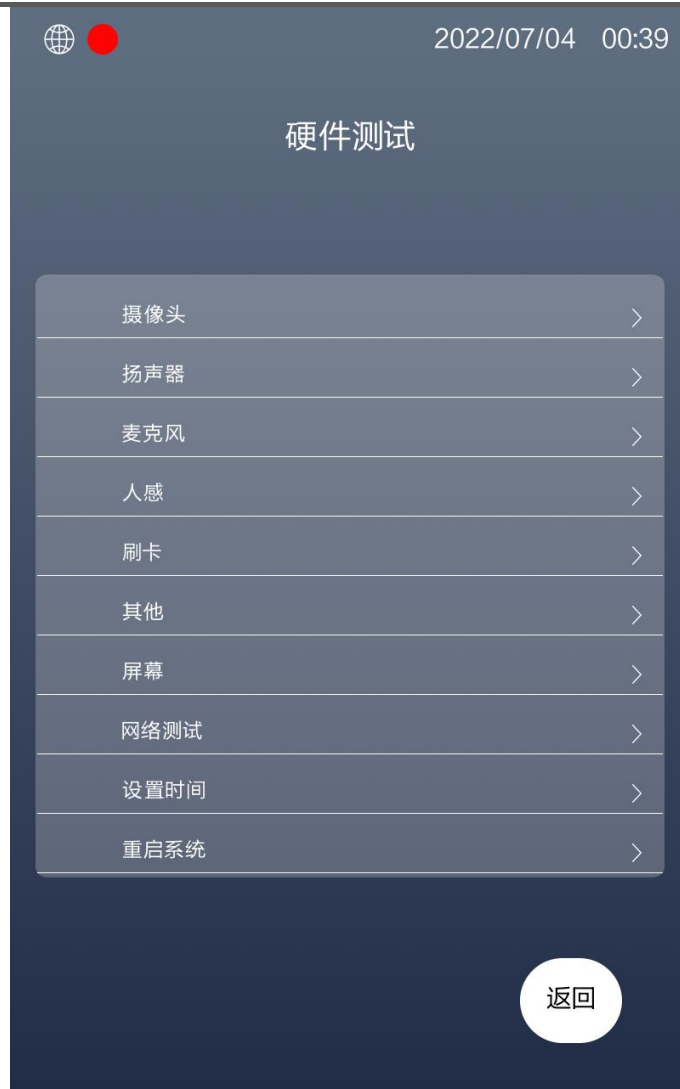 2022/07/04 00:39
硬件测试
摄像头
扬声器
麦克风
人感
刷卡
其他
屏幕
网络测试
设置时间
重启系统
返回